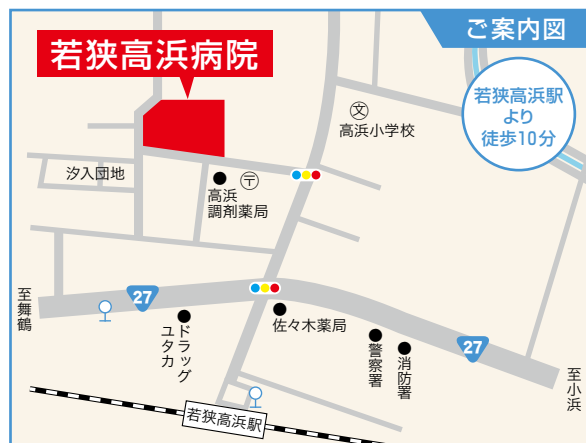 ご案内図
若狭高浜病院
若狭高浜駅
より
徒歩10分
文
高浜小学校
汐入団地
〒
高浜
調剤薬局
27
至舞鶴
佐々木薬局
ドラッグ
ユタカ
警察署
消防署
27
至小浜
若狭高浜駅